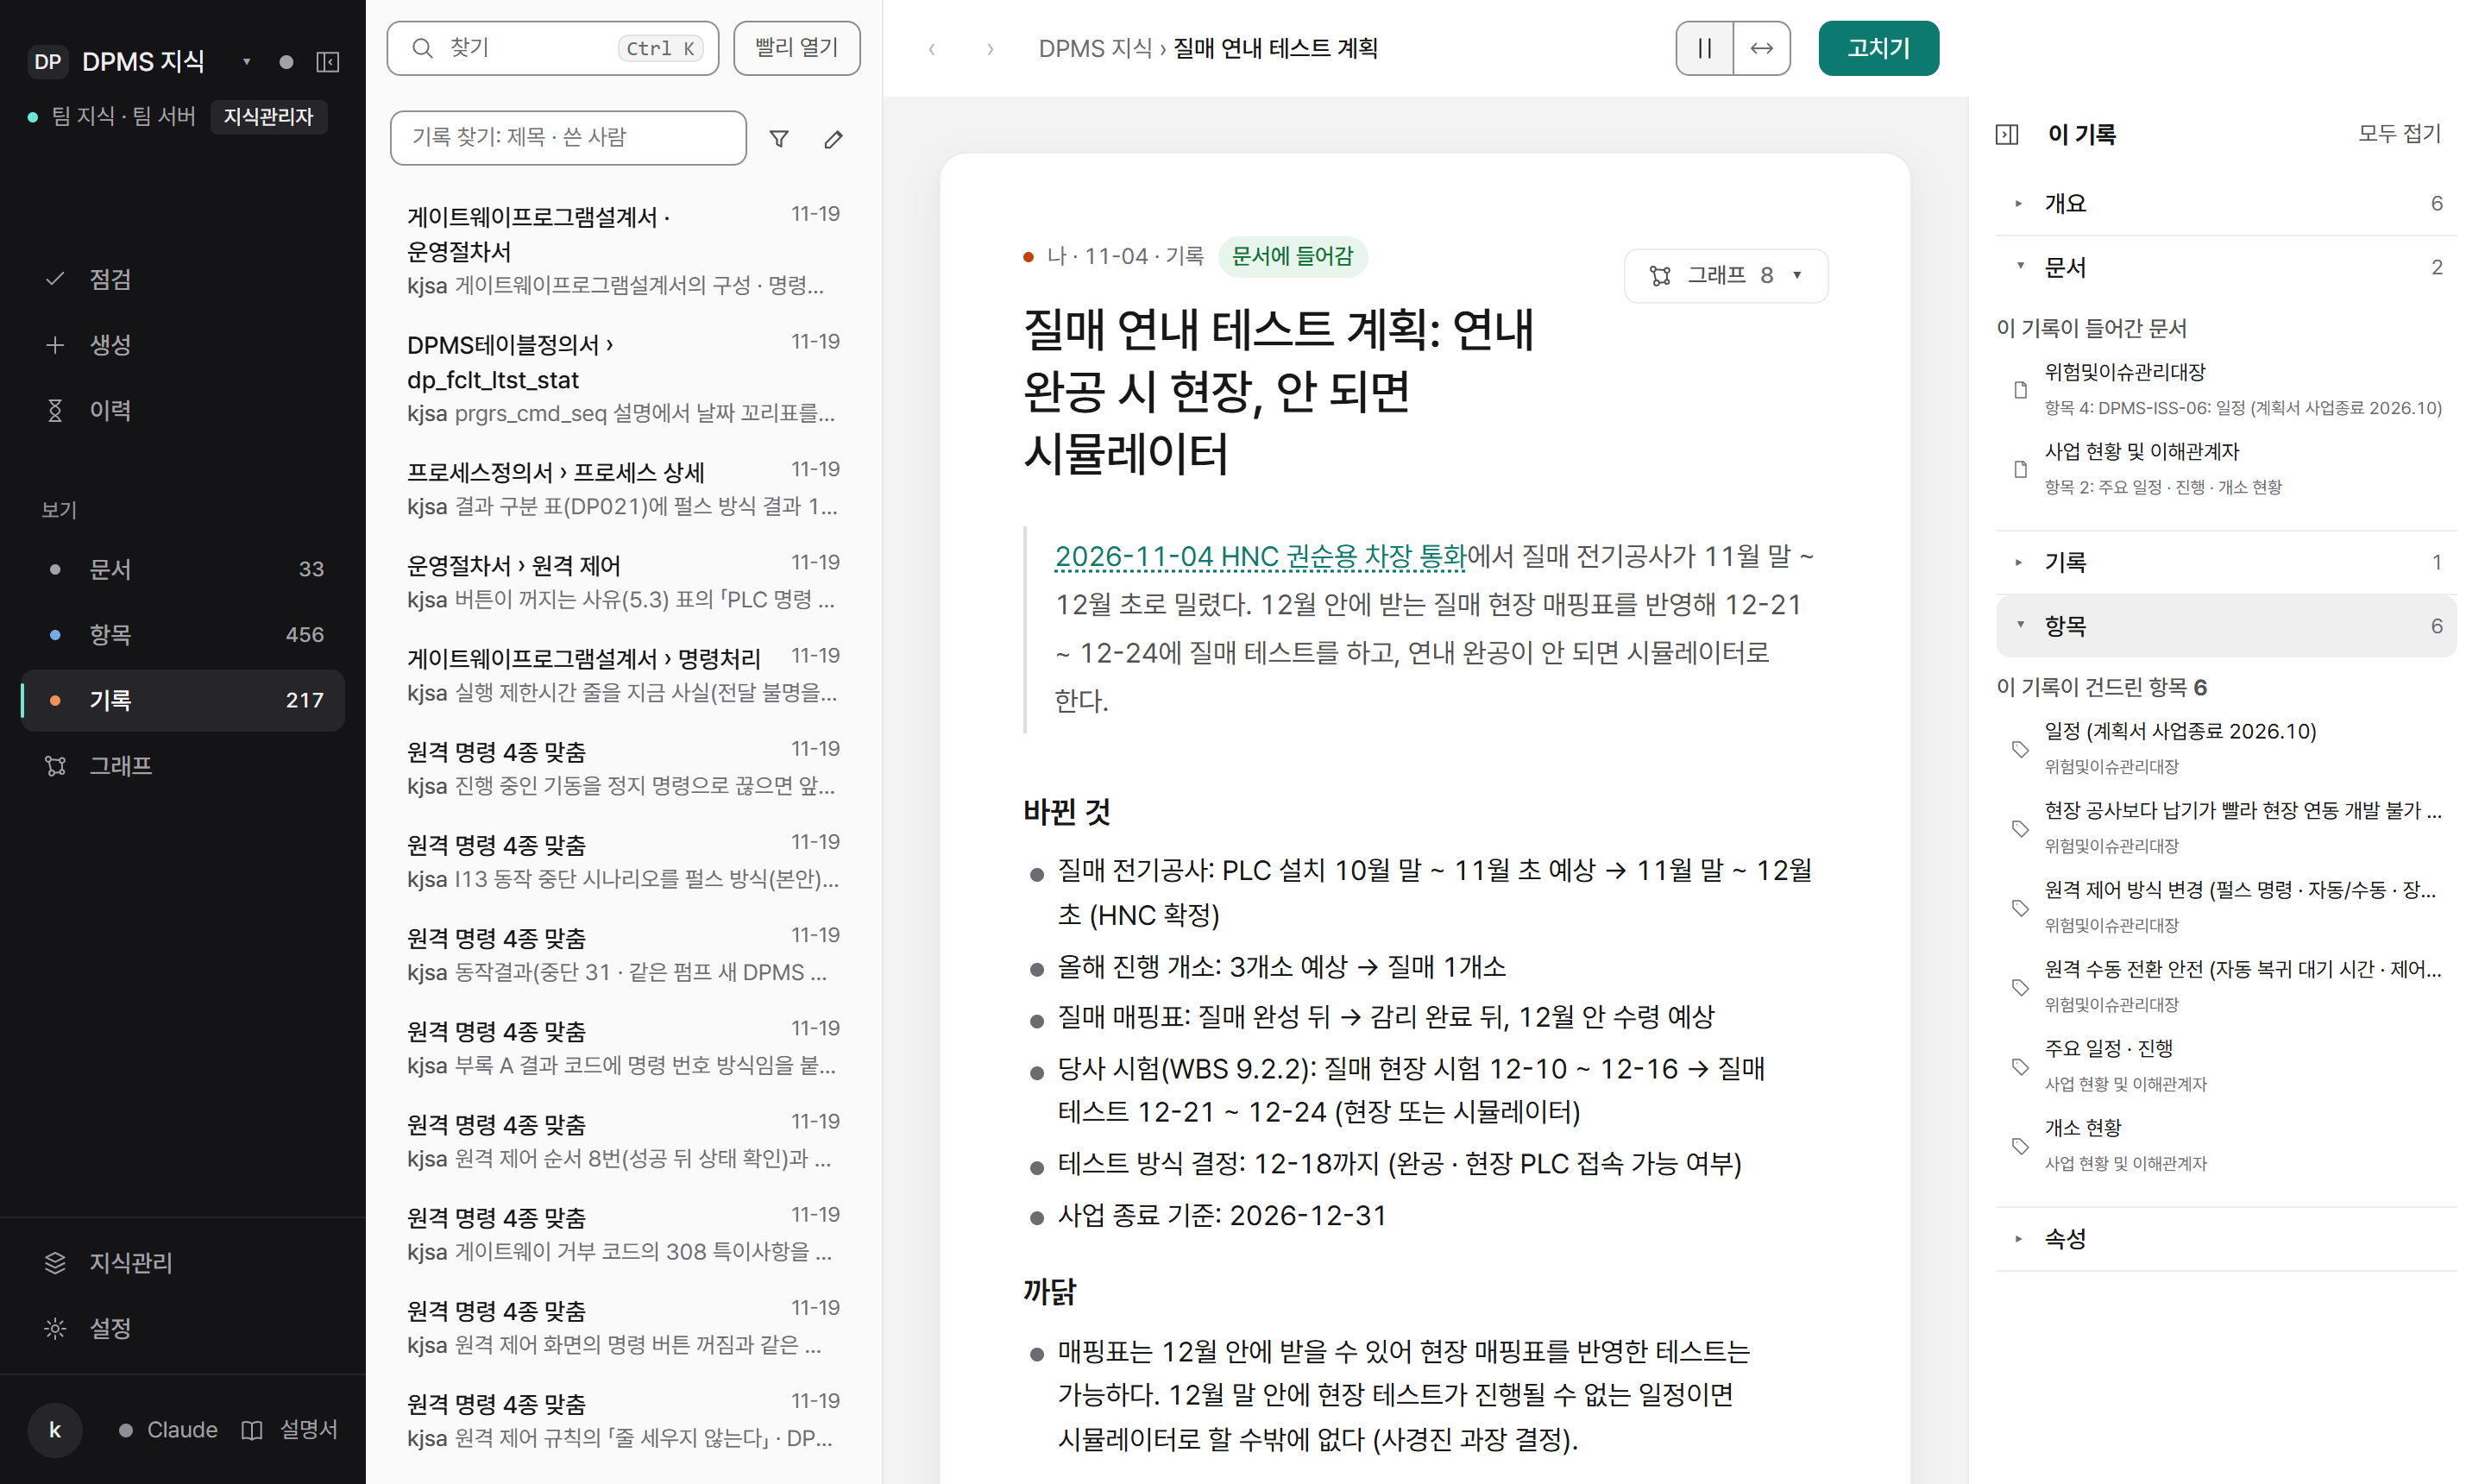 DP DPMS 지식
팀 지식 · 팀 서버 지식관리자
점검
생성
이력
보기
문서 33
항목 456
기록 217
그래프
지식관리
설정
k Claude 설명서
찾기 Ctrl K 빨리 열기
기록 찾기: 제목 · 쓴 사람
게이트웨이프로그램설계서 · 11-19
운영절차서
kjsa 게이트웨이프로그램설계서의 구성 · 명령...
DPMS테이블정의서 › 11-19
dp_fclt_ltst_stat
kjsa prgrs_cmd_seq 설명에서 날짜 꼬리표를...
프로세스정의서 › 프로세스 상세 11-19
kjsa 결과 구분 표(DP021)에 펄스 방식 결과 1...
운영절차서 › 원격 제어 11-19
kjsa 버튼이 꺼지는 사유(5.3) 표의 「PLC 명령 ...
게이트웨이프로그램설계서 › 명령처리 11-19
kjsa 실행 제한시간 줄을 지금 사실(전달 불명을...
원격 명령 4종 맞춤 11-19
kjsa 진행 중인 기동을 정지 명령으로 끊으면 앞...
원격 명령 4종 맞춤 11-19
kjsa I13 동작 중단 시나리오를 펄스 방식(본안)...
원격 명령 4종 맞춤 11-19
kjsa 동작결과(중단 31 · 같은 펌프 새 DPMS ...
원격 명령 4종 맞춤 11-19
kjsa 부록 A 결과 코드에 명령 번호 방식임을 붙...
원격 명령 4종 맞춤 11-19
kjsa 원격 제어 순서 8번(성공 뒤 상태 확인)과 ...
원격 명령 4종 맞춤 11-19
kjsa 게이트웨이 거부 코드의 308 특이사항을 ...
원격 명령 4종 맞춤 11-19
kjsa 원격 제어 화면의 명령 버튼 꺼짐과 같은 ...
원격 명령 4종 맞춤 11-19
kjsa 원격 제어 규칙의 「줄 세우지 않는다」 · DP...
‹ › DPMS 지식 › 질매 연내 테스트 계획 고치기
나 · 11-04 · 기록 문서에 들어감
그래프 8
질매 연내 테스트 계획: 연내
완공 시 현장, 안 되면
시뮬레이터
2026-11-04 HNC 권순용 차장 통화에서 질매 전기공사가 11월 말 ~
12월 초로 밀렸다. 12월 안에 받는 질매 현장 매핑표를 반영해 12-21
~ 12-24에 질매 테스트를 하고, 연내 완공이 안 되면 시뮬레이터로
한다.
바뀐 것
질매 전기공사: PLC 설치 10월 말 ~ 11월 초 예상 → 11월 말 ~ 12월
초 (HNC 확정)
올해 진행 개소: 3개소 예상 → 질매 1개소
질매 매핑표: 질매 완성 뒤 → 감리 완료 뒤, 12월 안 수령 예상
당사 시험(WBS 9.2.2): 질매 현장 시험 12-10 ~ 12-16 → 질매
테스트 12-21 ~ 12-24 (현장 또는 시뮬레이터)
테스트 방식 결정: 12-18까지 (완공 · 현장 PLC 접속 가능 여부)
사업 종료 기준: 2026-12-31
까닭
매핑표는 12월 안에 받을 수 있어 현장 매핑표를 반영한 테스트는
가능하다. 12월 말 안에 현장 테스트가 진행될 수 없는 일정이면
시뮬레이터로 할 수밖에 없다 (사경진 과장 결정).
이 기록 모두 접기
개요 6
문서 2
이 기록이 들어간 문서
위험및이슈관리대장
항목 4: DPMS-ISS-06: 일정 (계획서 사업종료 2026.10)
사업 현황 및 이해관계자
항목 2: 주요 일정 · 진행 · 개소 현황
기록 1
항목 6
이 기록이 건드린 항목 6
일정 (계획서 사업종료 2026.10)
위험및이슈관리대장
현장 공사보다 납기가 빨라 현장 연동 개발 불가 ...
위험및이슈관리대장
원격 제어 방식 변경 (펄스 명령 · 자동/수동 · 장...
위험및이슈관리대장
원격 수동 전환 안전 (자동 복귀 대기 시간 · 제어...
위험및이슈관리대장
주요 일정 · 진행
사업 현황 및 이해관계자
개소 현황
사업 현황 및 이해관계자
속성